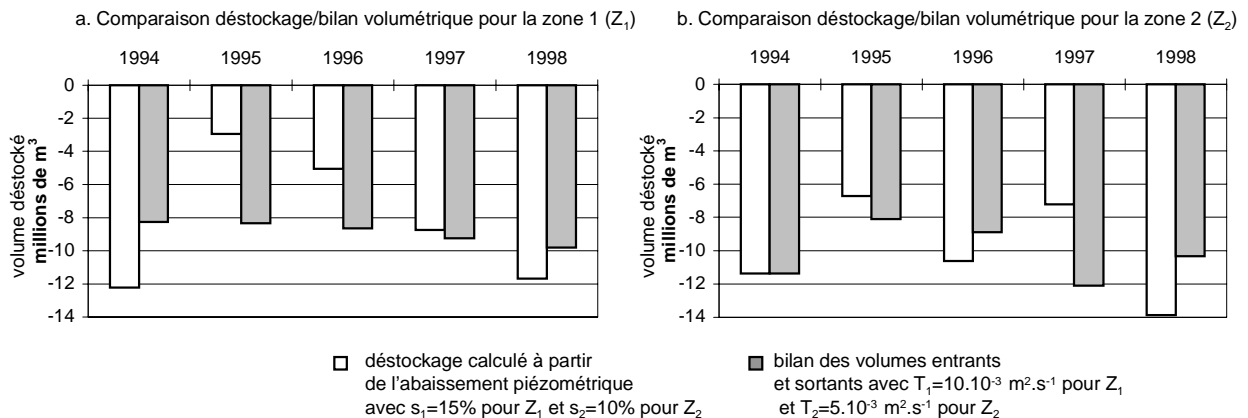 a. Comparaison déstockage/bilan volumétrique pour la zone 1 (Z₁)
1994 1995 1996 1997 1998
0
-2
-4
-6
-8
-10
-12
-14
volume déstocké
millions de m³
b. Comparaison déstockage/bilan volumétrique pour la zone 2 (Z₂)
1994 1995 1996 1997 1998
0
-2
-4
-6
-8
-10
-12
-14
volume déstocké
millions de m³
déstockage calculé à partir
de l'abaissement piézométrique
avec s₁=15% pour Z₁ et s₂=10% pour Z₂
bilan des volumes entrants
et sortants avec T₁=10.10⁻³ m².s⁻¹ pour Z₁
et T₂=5.10⁻³ m².s⁻¹ pour Z₂